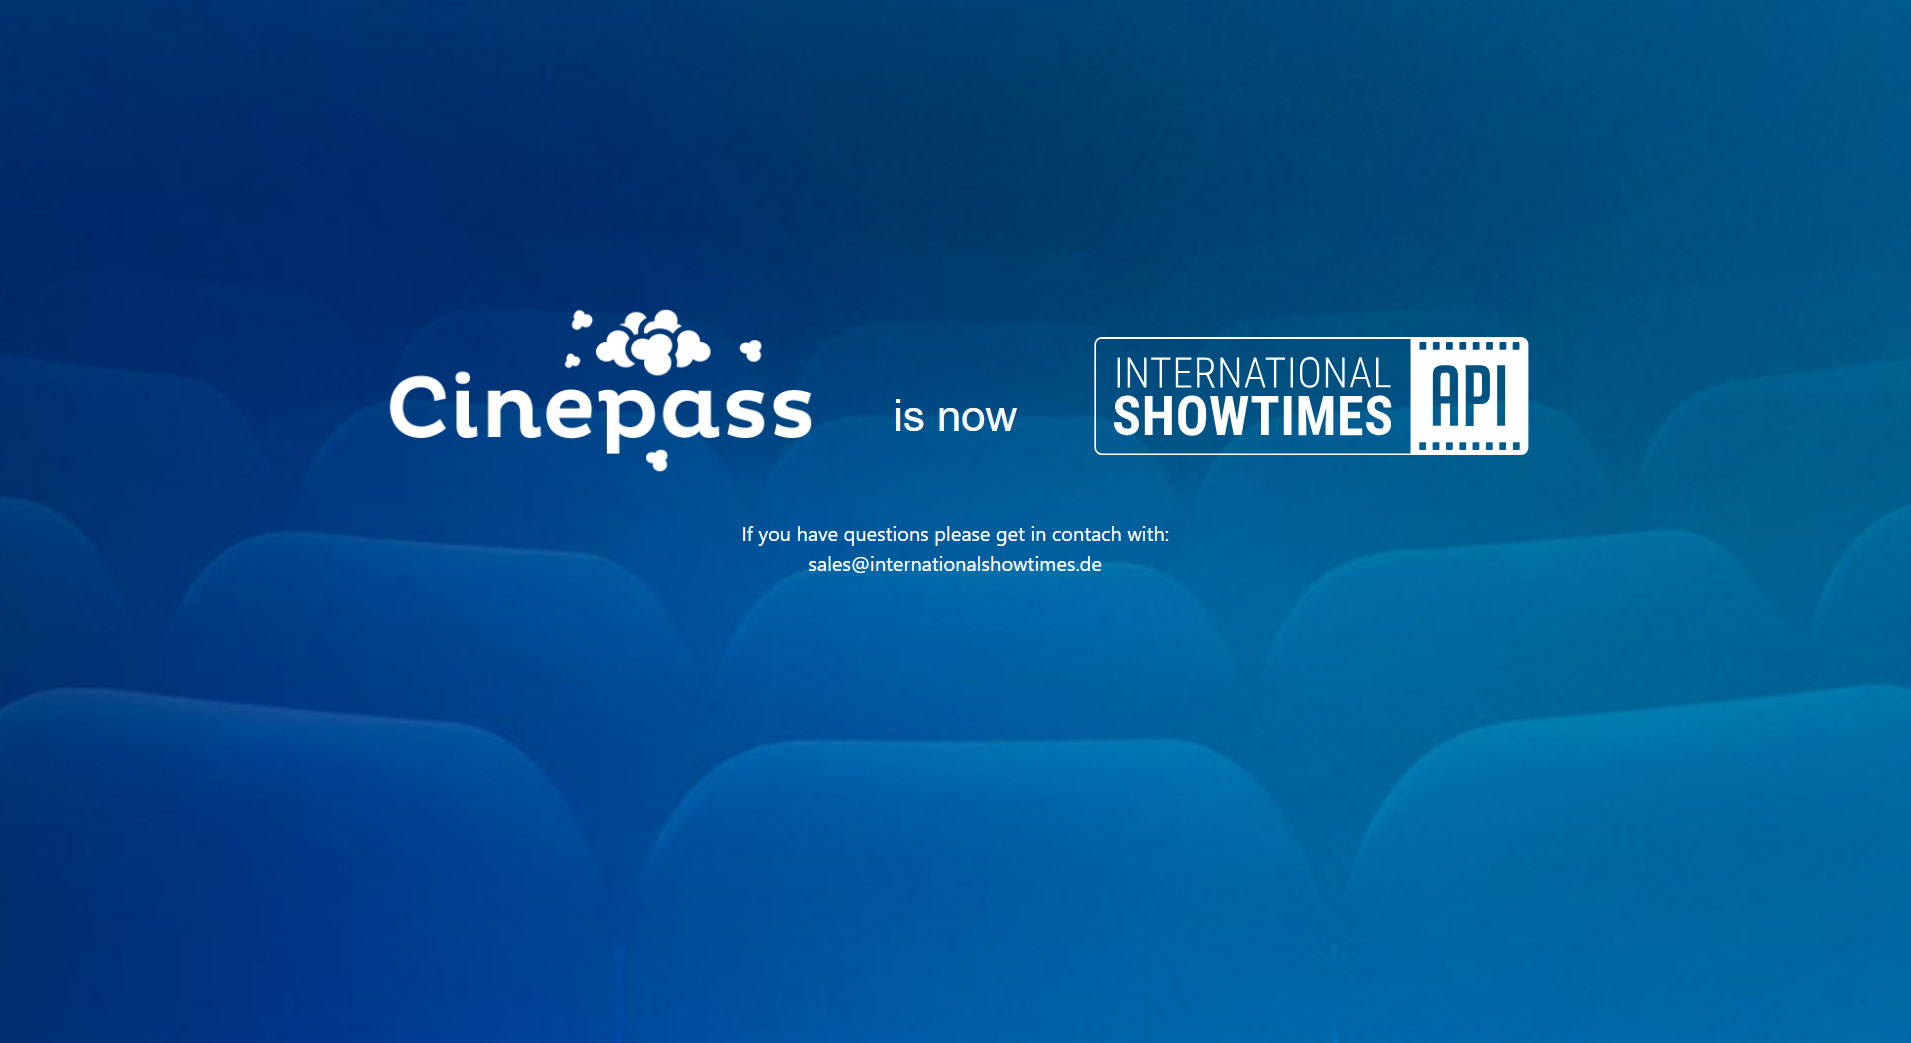 Cinepass
is now
INTERNATIONAL
SHOWTIMES
API
If you have questions please get in contach with:
sales@internationalshowtimes.de